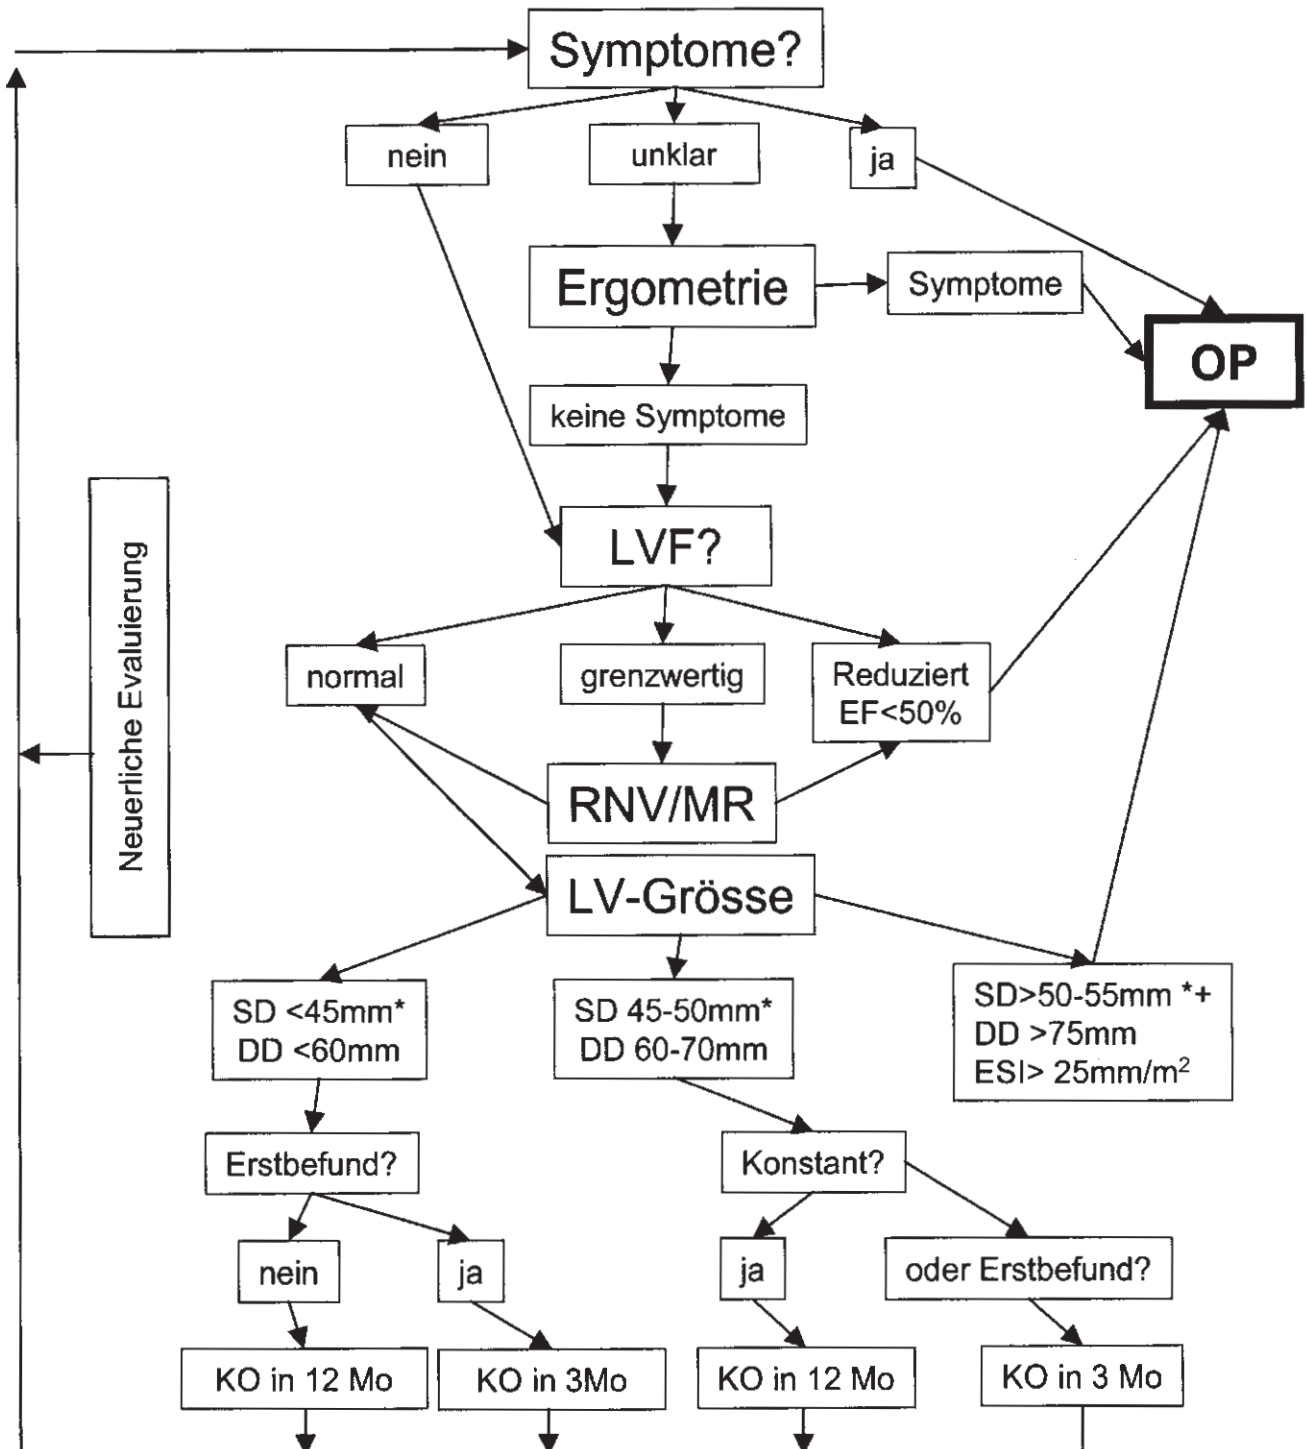 Symptome?
nein
unklar
ja
Ergometrie
Symptome
OP
keine Symptome
LVF?
Neuerliche Evaluierung
normal
grenzwertig
Reduziert
EF<50%
RNV/MR
LV-Grösse
SD <45mm*
DD <60mm
SD 45-50mm*
DD 60-70mm
SD>50-55mm *+
DD >75mm
ESI> 25mm/m²
Erstbefund?
Konstant?
nein
ja
ja
oder Erstbefund?
KO in 12 Mo
KO in 3Mo
KO in 12 Mo
KO in 3 Mo